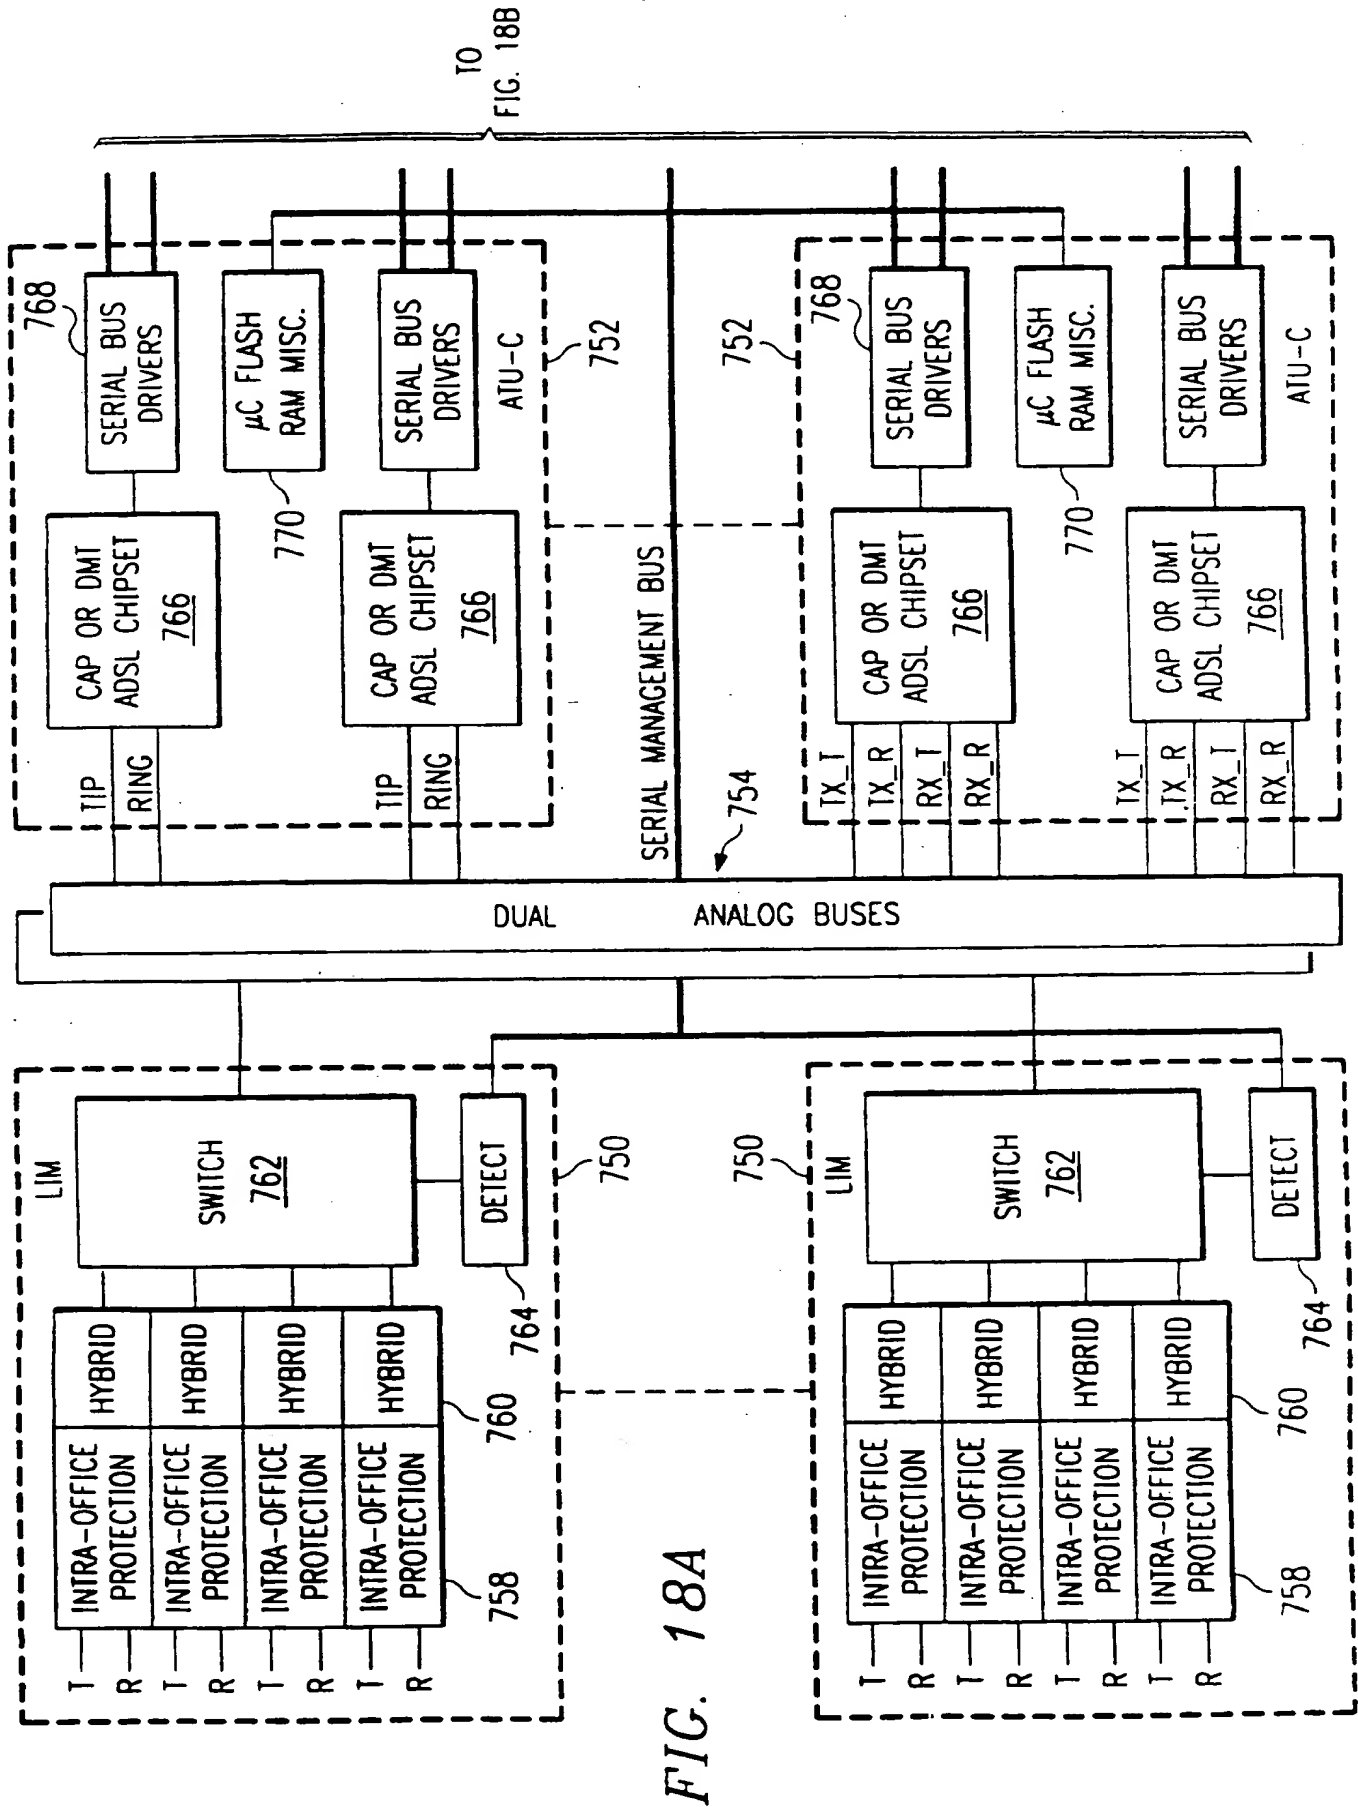 TO
FIG. 18B
768
SERIAL BUS
DRIVERS
µC FLASH
RAM MISC.
770
SERIAL BUS
DRIVERS
ATU-C
752
CAP OR DMT
ADSL CHIPSET
766
CAP OR DMT
ADSL CHIPSET
766
TIP
RING
TIP
RING
752
768
SERIAL BUS
DRIVERS
µC FLASH
RAM MISC.
770
SERIAL BUS
DRIVERS
ATU-C
CAP OR DMT
ADSL CHIPSET
766
CAP OR DMT
ADSL CHIPSET
766
TX_T
TX_R
RX_T
RX_R
TX_T
TX_R
RX_T
RX_R
SERIAL MANAGEMENT BUS
754
DUAL ANALOG BUSES
LIM
SWITCH
762
DETECT
764
750
HYBRID
HYBRID
HYBRID
HYBRID
760
INTRA-OFFICE
PROTECTION
INTRA-OFFICE
PROTECTION
INTRA-OFFICE
PROTECTION
INTRA-OFFICE
PROTECTION
758
T
R
T
R
T
R
T
R
750
LIM
SWITCH
762
DETECT
764
HYBRID
HYBRID
HYBRID
HYBRID
760
INTRA-OFFICE
PROTECTION
INTRA-OFFICE
PROTECTION
INTRA-OFFICE
PROTECTION
INTRA-OFFICE
PROTECTION
758
T
R
T
R
T
R
T
R
FIG. 18A